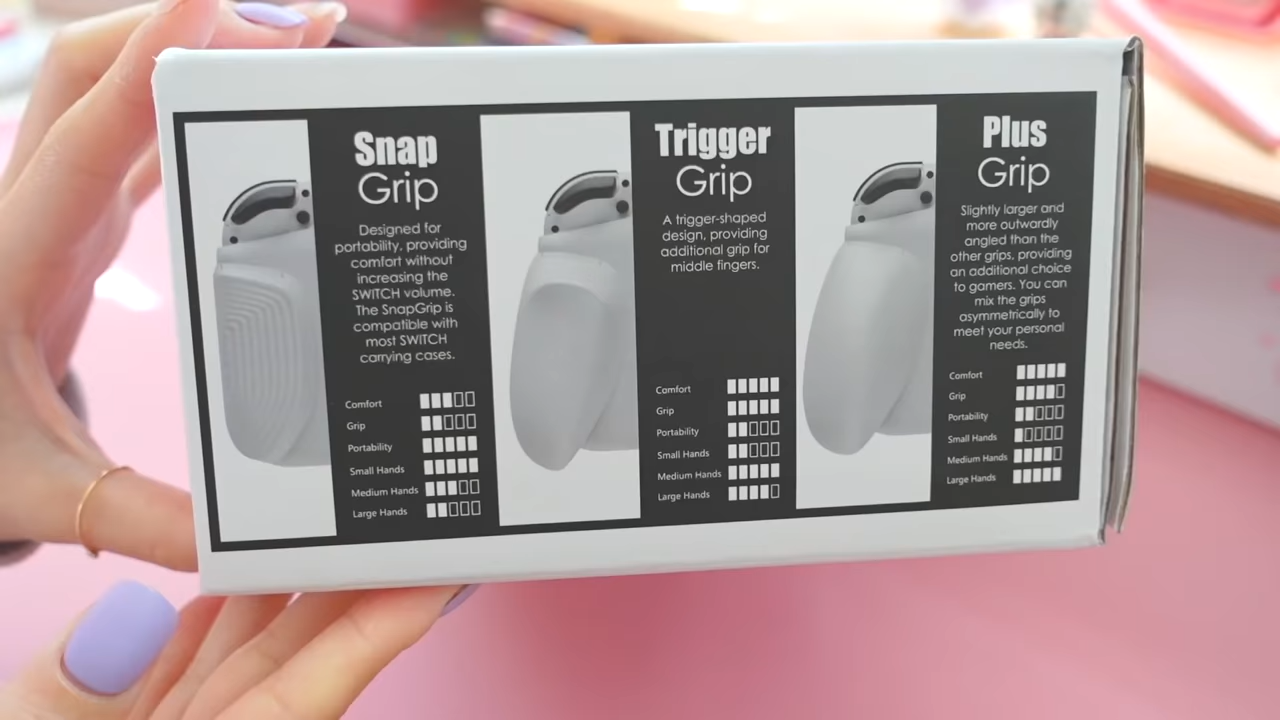 Snap
Grip
Designed for
portability, providing
comfort without
increasing the
SWITCH volume.
The SnapGrip is
compatible with
most SWITCH
carrying cases.
Comfort
Grip
Portability
Small Hands
Medium Hands
Large Hands
Trigger
Grip
A trigger-shaped
design, providing
additional grip for
middle fingers.
Comfort
Grip
Portability
Small Hands
Medium Hands
Large Hands
Plus
Grip
Slightly larger and
more outwardly
angled than the
other grips, providing
an additional choice
to gamers. You can
mix the grips
asymmetrically to
meet your personal
needs.
Comfort
Grip
Portability
Small Hands
Medium Hands
Large Hands